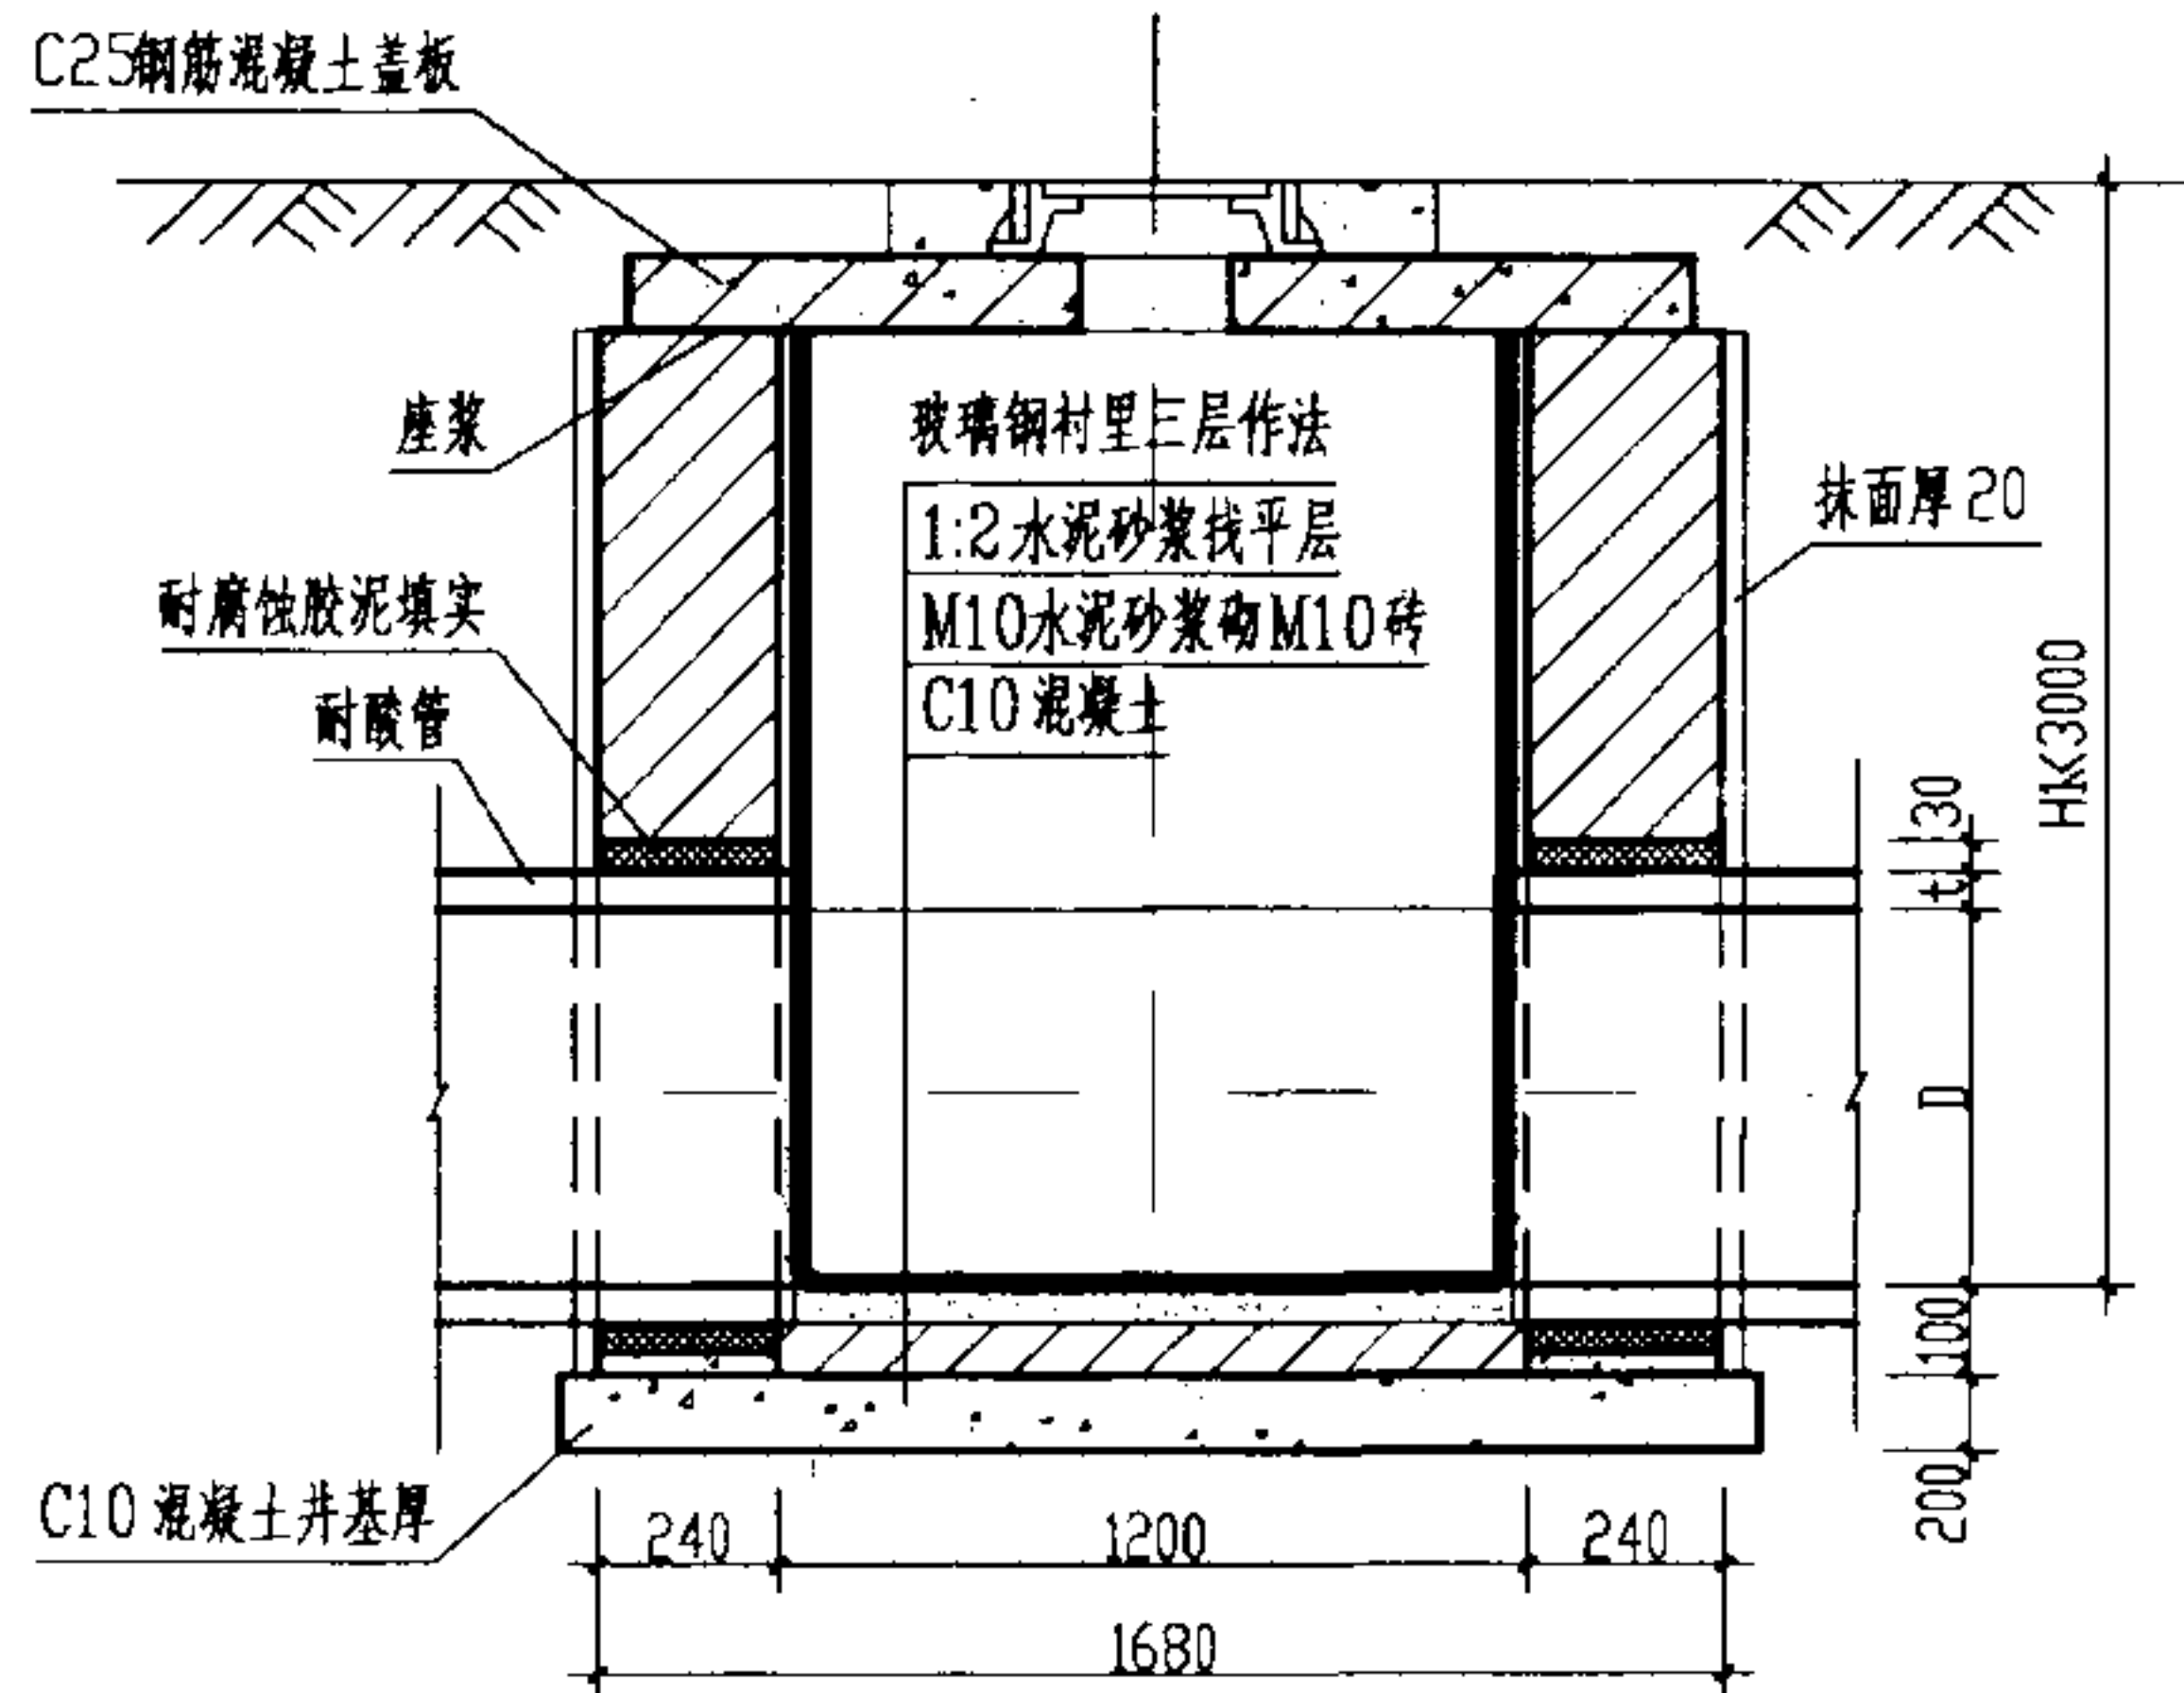 C25钢筋混凝土盖板
座浆
玻璃钢村里三层作法
1:2水泥砂浆找平层
M10水泥砂浆砌M10砖
C10混凝土
抹面厚20
耐腐蚀胶泥填实
耐酸管
HK3000
30
t
D
100
200
C10混凝土井基厚
240
1200
240
1680